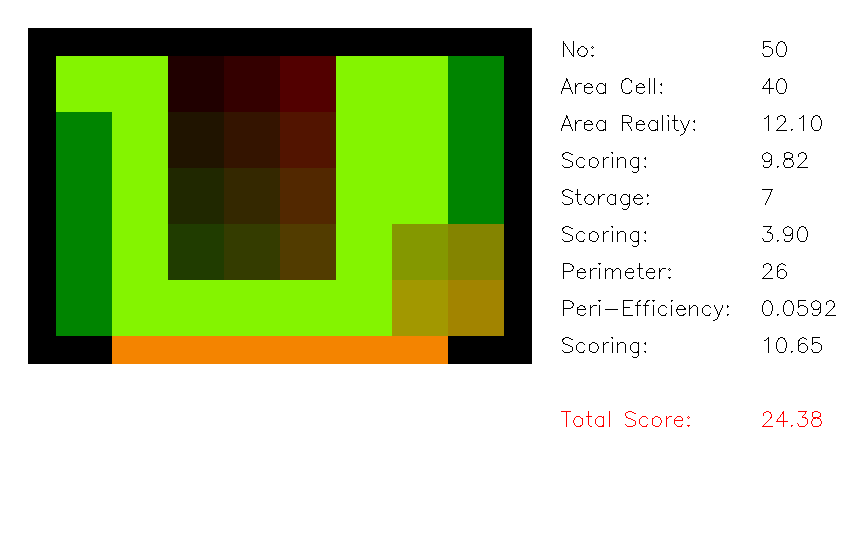 No: 50
Area Cell: 40
Area Reality: 12.10
Scoring: 9.82
Storage: 7
Scoring: 3.90
Perimeter: 26
Peri-Efficiency: 0.0592
Scoring: 10.65
Total Score: 24.38